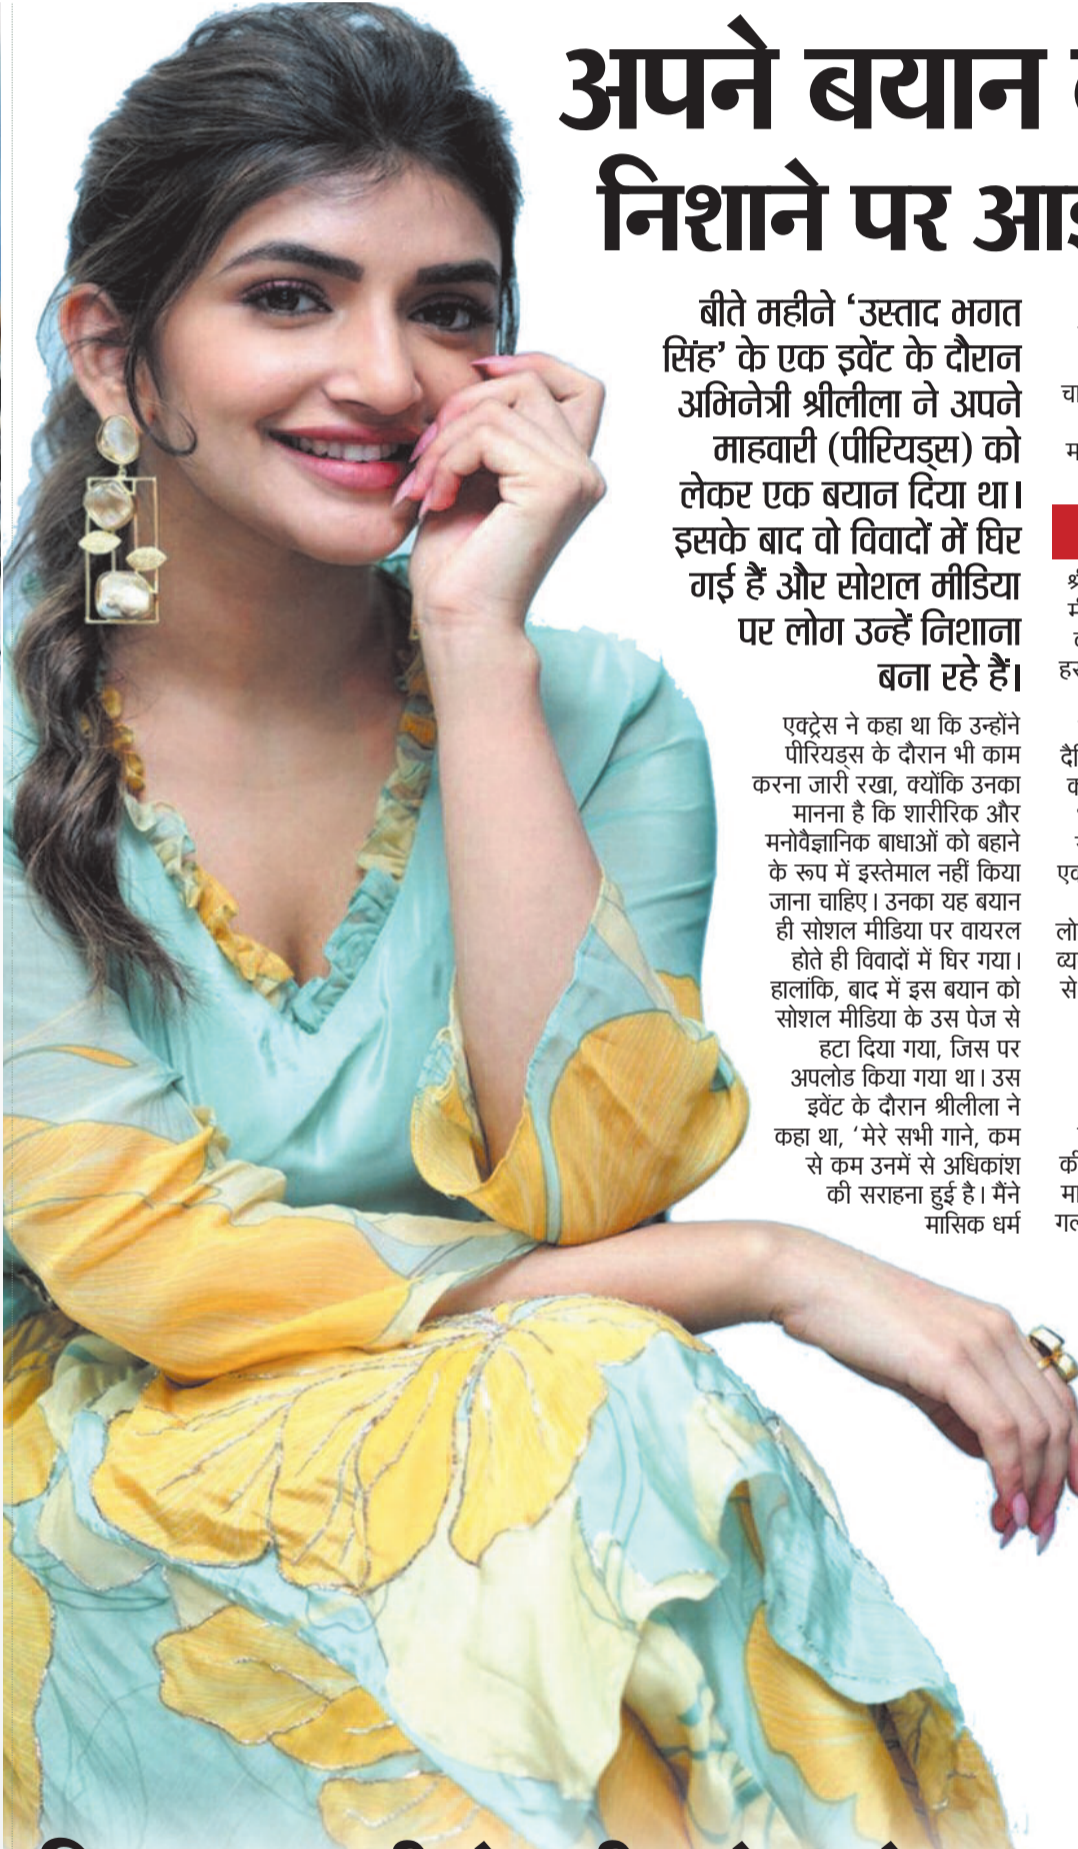 अपने बयान
निशाने पर
बीते महीने ‘उस्ताद भगत
सिंह’ के एक इवेंट के दौरान
अभिनेत्री श्रीलीला ने अपने
माहवारी (पीरियड्स) को
लेकर एक बयान दिया था।
इसके बाद वो विवादों में घिर
गई हैं और सोशल मीडिया
पर लोग उन्हें निशाना
बना रहे हैं।
एक्ट्रेस ने कहा था कि उन्होंने
पीरियड्स के दौरान भी काम
करना जारी रखा, क्योंकि उनका
मानना है कि शारीरिक और
मनोवैज्ञानिक बाधाओं को बहाने
के रूप में इस्तेमाल नहीं किया
जाना चाहिए। उनका यह बयान
ही सोशल मीडिया पर वायरल
होते ही विवादों में घिर गया।
हालांकि, बाद में इस बयान को
सोशल मीडिया के उस पेज से
हटा दिया गया, जिस पर
अपलोड किया गया था। उस
इवेंट के दौरान श्रीलीला ने
कहा था, ‘मेरे सभी गाने, कम
से कम उनमें से अधिकांश
की सराहना हुई है। मैंने
मासिक धर्म